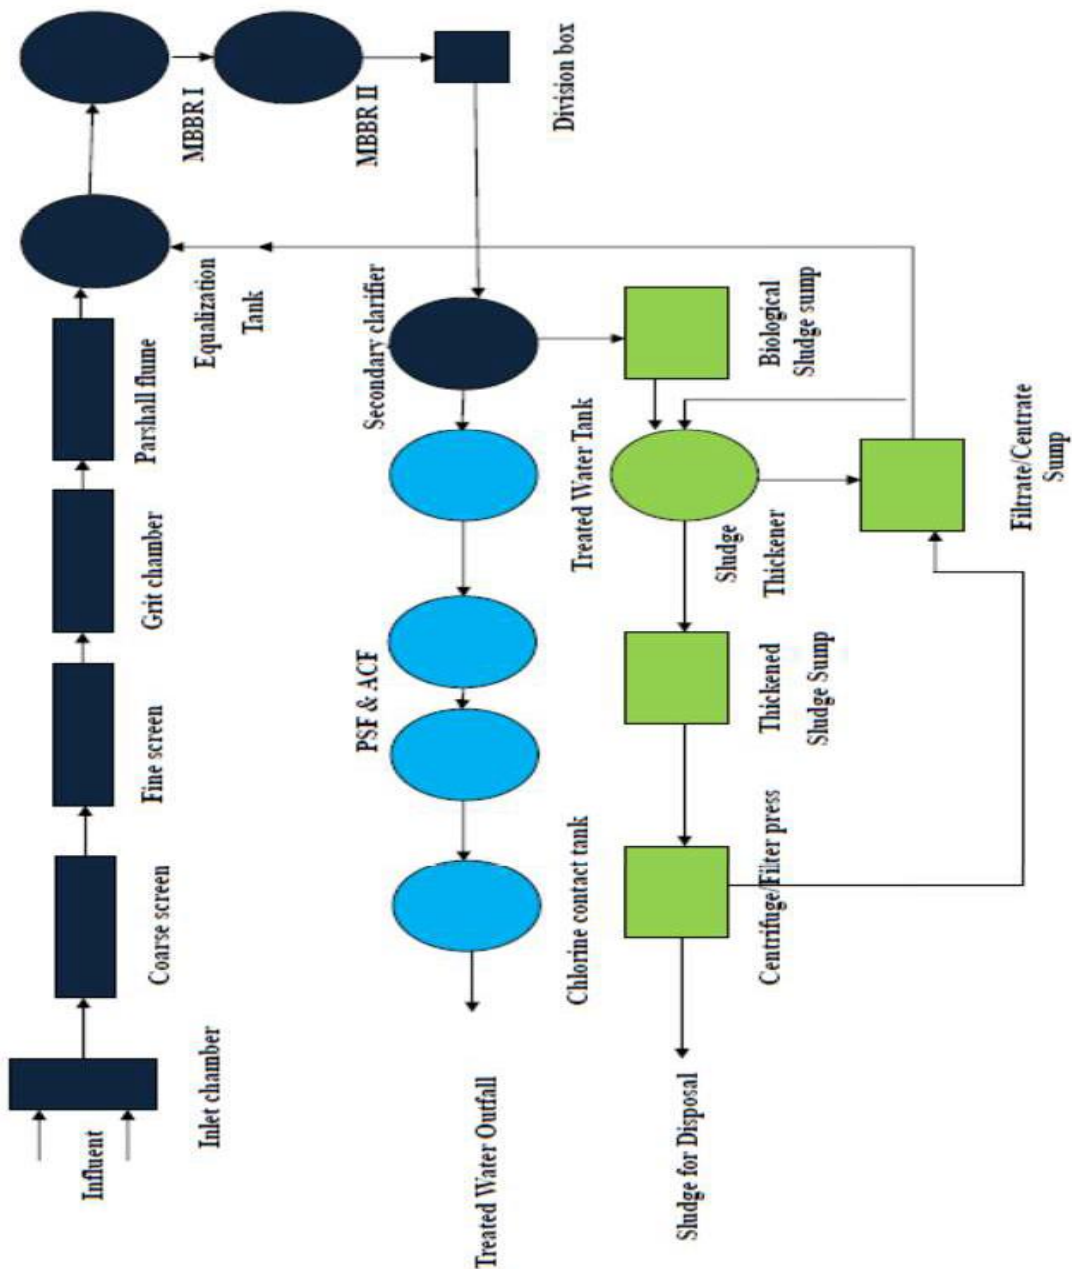 Influent
Inlet chamber
Coarse screen
Fine screen
Grit chamber
Parshall flume
Equalization
Tank
MBBR I
MBBR II
Division box
Secondary clarifier
Treated Water Tank
PSF & ACF
Chlorine contact tank
Treated Water Outfall
Biological
Sludge sump
Sludge
Thickener
Thickened
Sludge Sump
Centrifuge/Filter press
Filtrate/Centrate
Sump
Sludge for Disposal